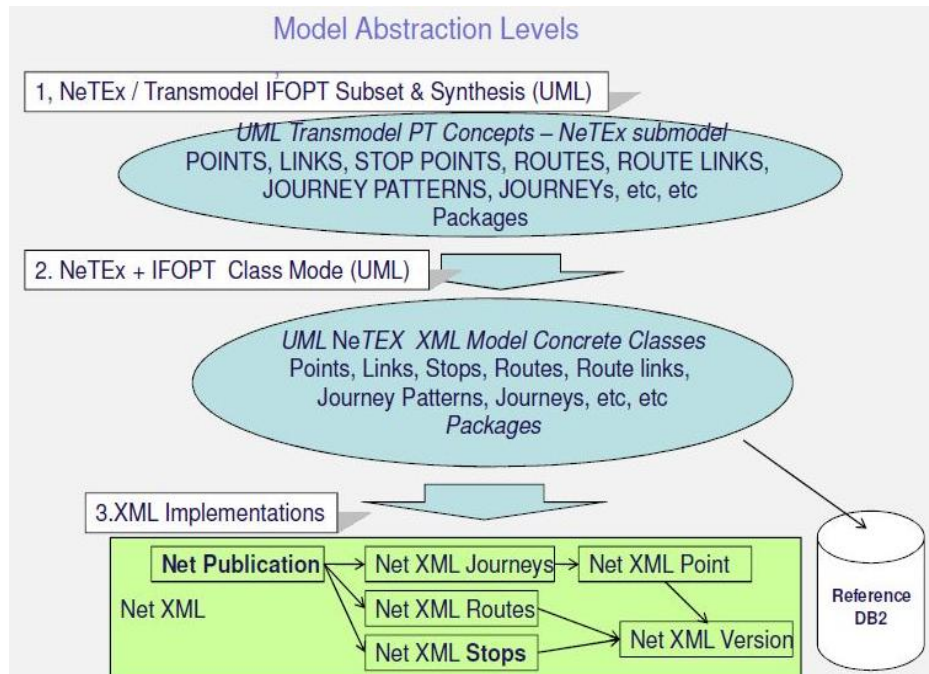 Model Abstraction Levels
,
1, NeTEx / Transmodel IFOPT Subset & Synthesis (UML)
UML Transmodel PT Concepts – NeTEx submodel
POINTS, LINKS, STOP POINTS, ROUTES, ROUTE LINKS,
JOURNEY PATTERNS, JOURNEYs, etc, etc
Packages
2. NeTEx + IFOPT Class Mode (UML)
UML NeTEX XML Model Concrete Classes
Points, Links, Stops, Routes, Route links,
Journey Patterns, Journeys, etc, etc
Packages
3.XML Implementations
Net Publication
Net XML Journeys
Net XML Point
Net XML
Net XML Routes
Net XML Version
Net XML Stops
Reference
DB2